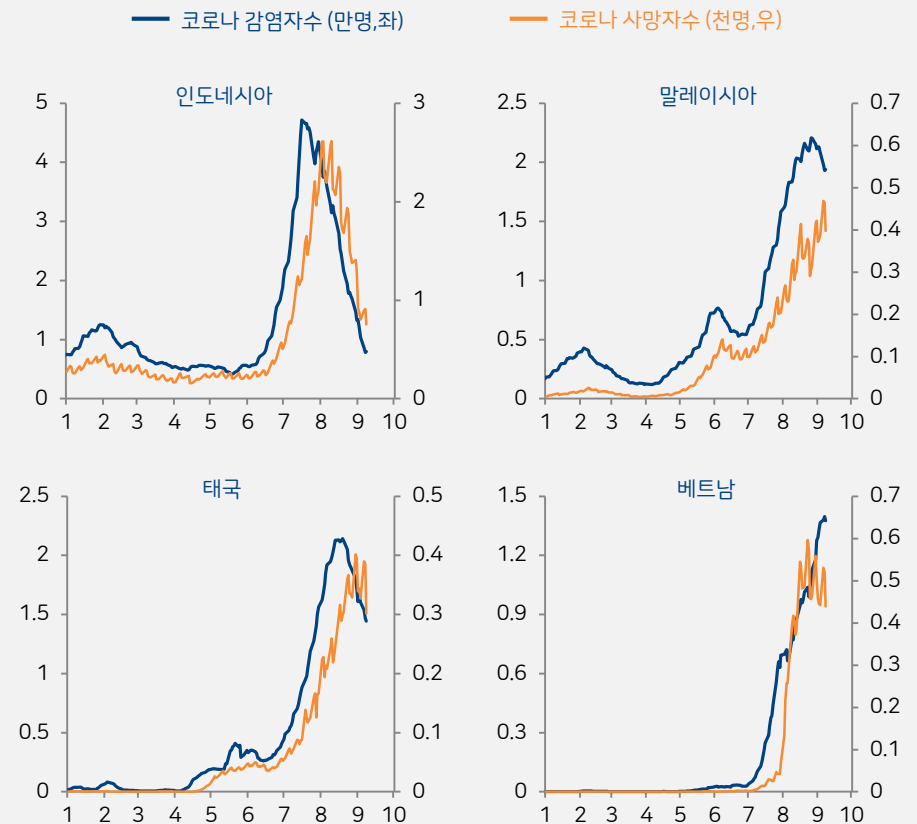 코로나 감염자수 (만명,좌) 코로나 사망자수 (천명,우)
인도네시아 말레이시아
5 3 2.5 0.7
0.6
4 2 0.5
2
3 1.5 0.4
2 1 0.3
1 0.2
1 0.5 0.1
0 0 0 0
1 2 3 4 5 6 7 8 9 10 1 2 3 4 5 6 7 8 9 10
태국 베트남
2.5 0.5 1.5 0.7
0.6
2 0.4 1.2 0.5
1.5 0.3 0.9 0.4
0.3
1 0.2 0.6 0.2
0.5 0.1 0.3 0.1
0 0 0 0
1 2 3 4 5 6 7 8 9 10 1 2 3 4 5 6 7 8 9 10